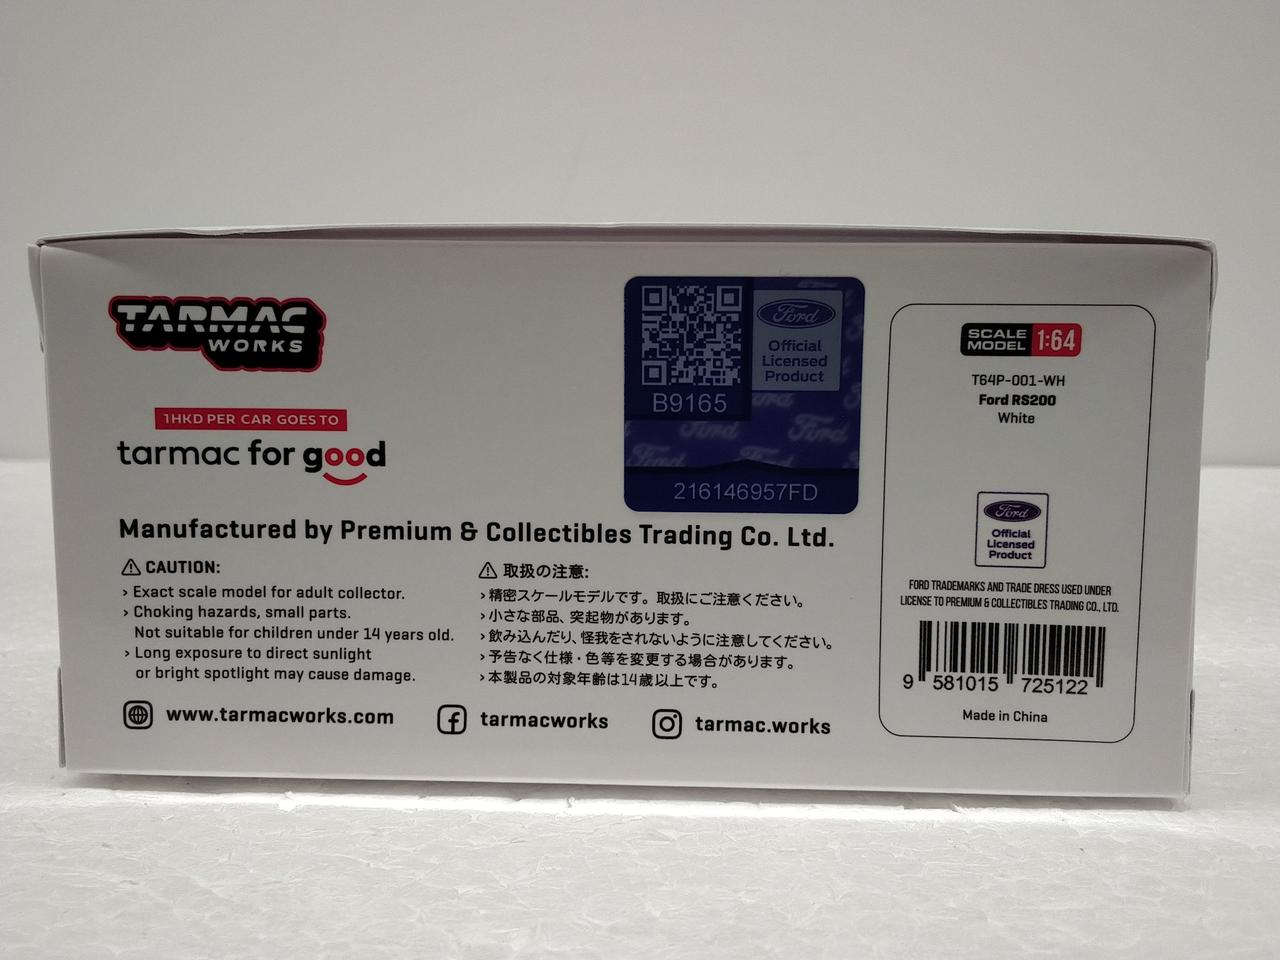 TARMAC
WORKS
1HKD PER CAR GOES TO
tarmac for good
B9165
Ford
Official
Licensed
Product
Ford
Ford
Ford
Ford
216146957FD
Manufactured by Premium & Collectibles Trading Co. Ltd.
CAUTION:
› Exact scale model for adult collector.
› Choking hazards, small parts.
Not suitable for children under 14 years old.
› Long exposure to direct sunlight
or bright spotlight may cause damage.
取扱の注意:
›精密スケールモデルです。取扱にご注意ください。
›小さな部品、突起物があります。
›飲み込んだり、怪我をされないように注意してください。
›予告なく仕様・色等を変更する場合があります。
›本製品の対象年齢は14歳以上です。
www.tarmacworks.com
tarmacworks
tarmac.works
SCALE
MODEL 1:64
T64P-001-WH
Ford RS200
White
Ford
Official
Licensed
Product
FORD TRADEMARKS AND TRADE DRESS USED UNDER
LICENSE TO PREMIUM & COLLECTIBLES TRADING CO., LTD.
9 581015 725122
Made in China